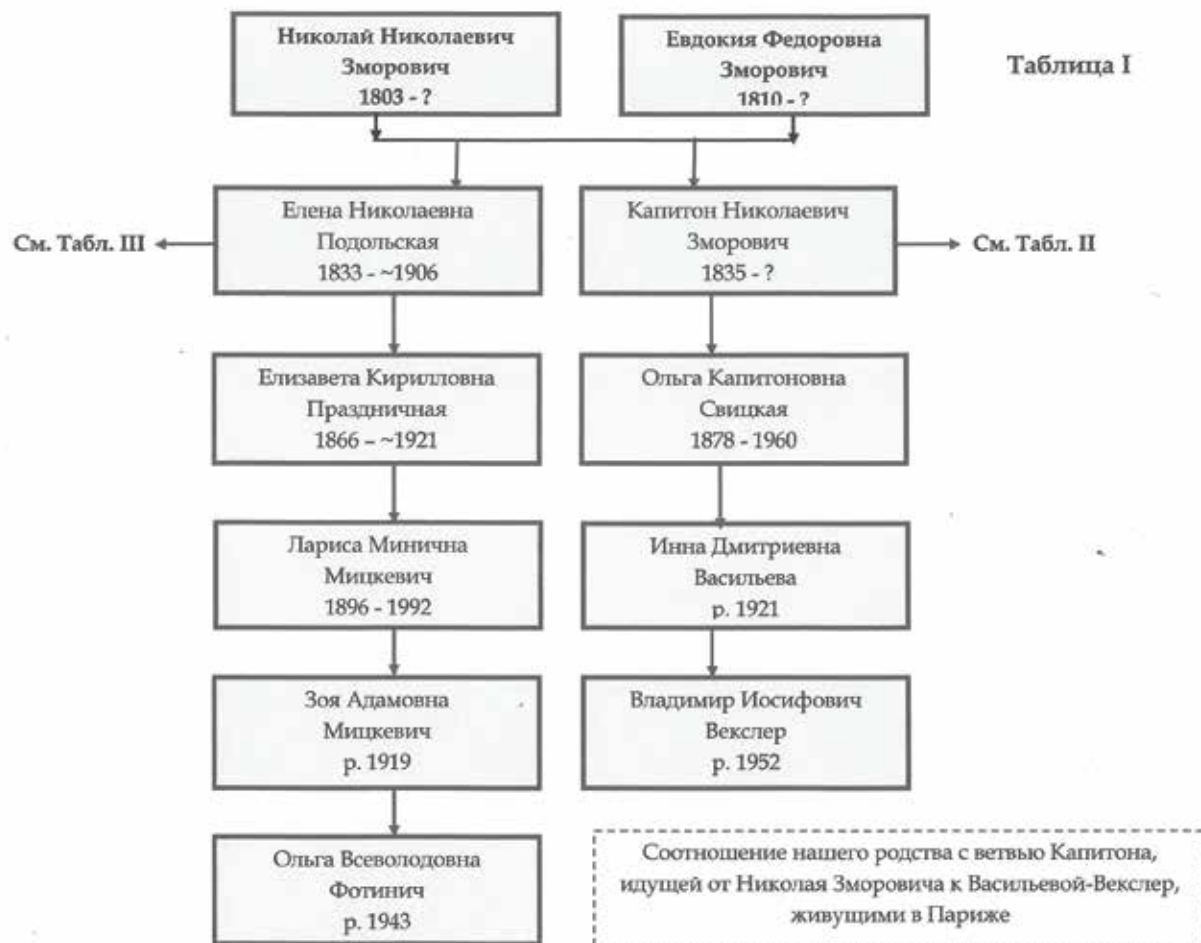 Николай Николаевич
Зморович
1803 - ?
Евдокия Федоровна
Зморович
1810 - ?
Таблица I
Елена Николаевна
Подольская
1833 - ~1906
Капитон Николаевич
Зморович
1835 - ?
См. Табл. III
См. Табл. II
Елизавета Кирилловна
Праздничная
1866 – ~1921
Ольга Капитоновна
Свицкая
1878 - 1960
Лариса Минична
Мицкевич
1896 - 1992
Инна Дмитриевна
Васильева
р. 1921
Зоя Адамовна
Мицкевич
р. 1919
Владимир Иосифович
Векслер
р. 1952
Ольга Всеволодовна
Фотинич
р. 1943
Соотношение нашего родства с ветвью Капитона,
идущей от Николая Зморовича к Васильевой-Векслер,
живущими в Париже